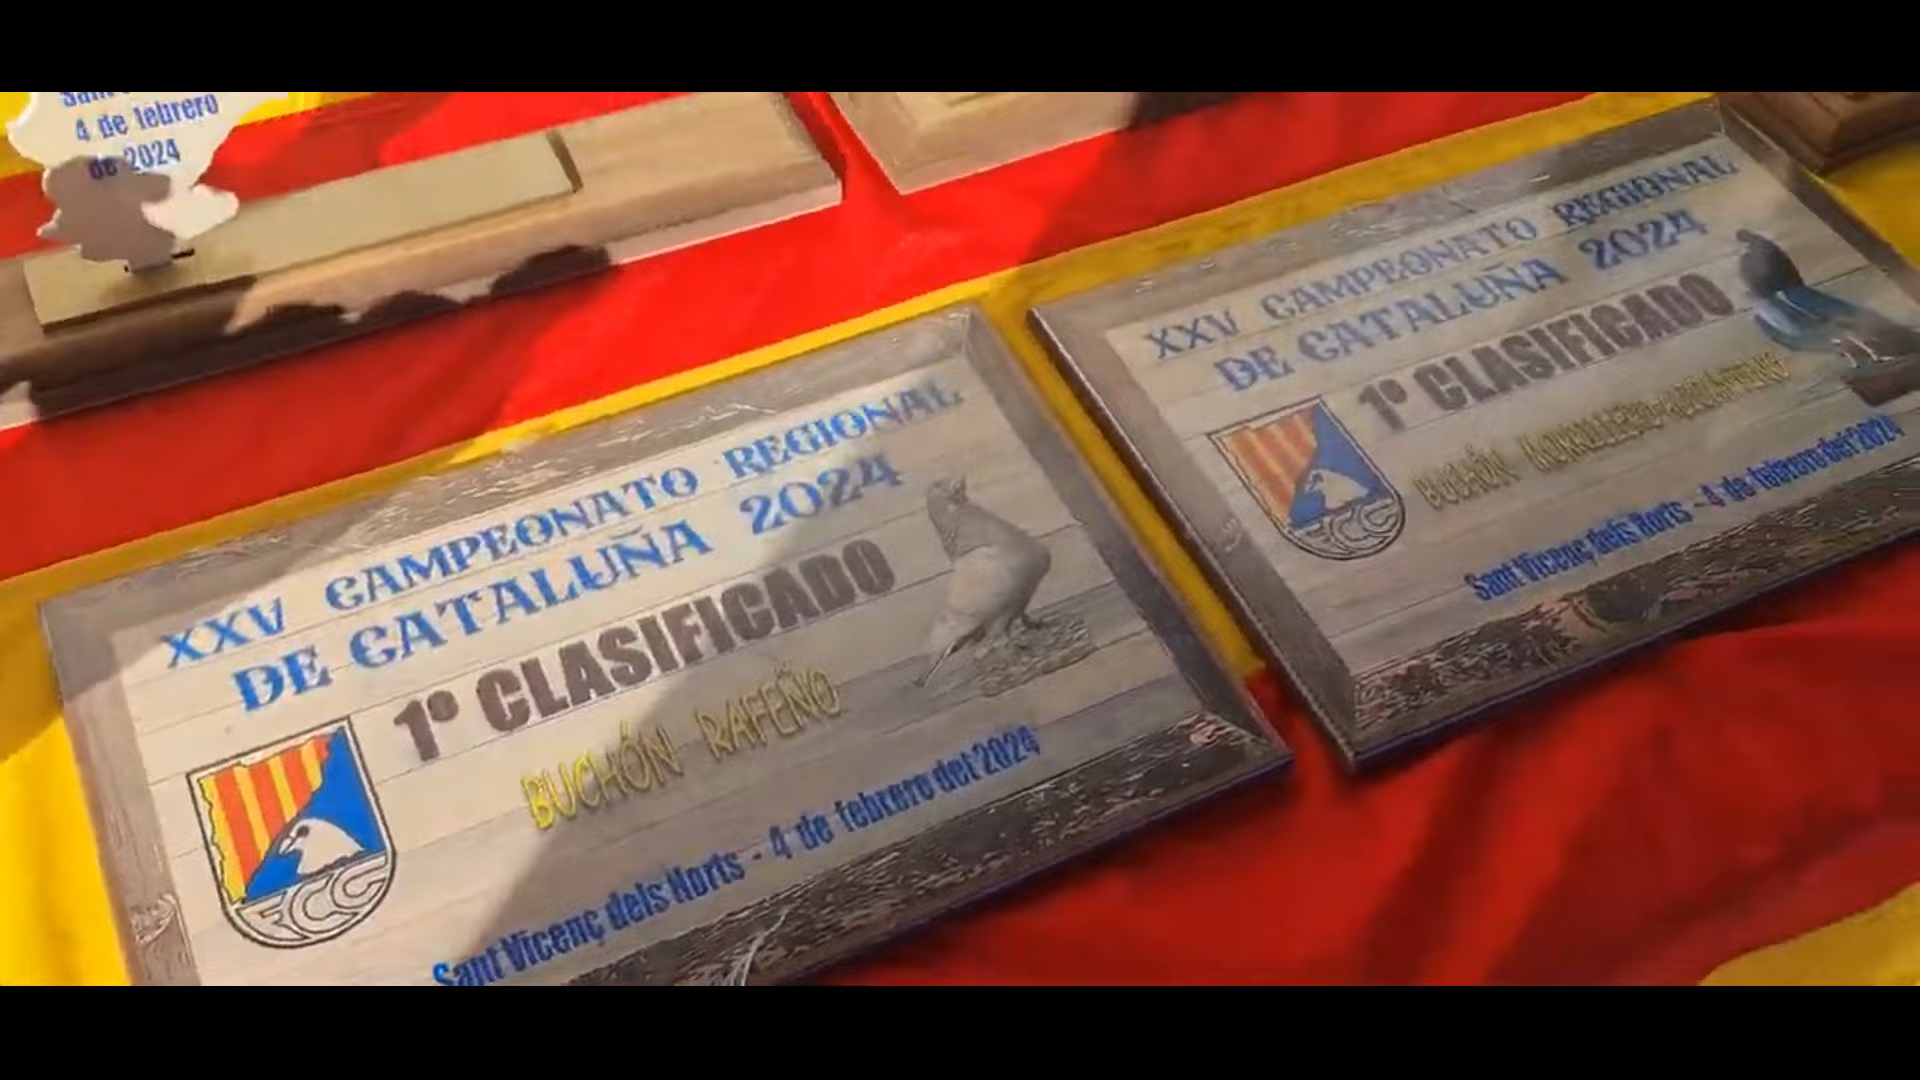 4 de febrero
de 2024
XXV CAMPEONATO REGIONAL
DE CATALUÑA 2024
1º CLASIFICADO
BUCHÓN RAFEÑO
Sant Vicenç dels Horts - 4 de febrero del 2024
FCC
XXV CAMPEONATO REGIONAL
DE CATALUÑA 2024
1º CLASIFICADO
BUCHÓN
Sant Vicenç dels Horts - 4 de febrero del 2024
FCC